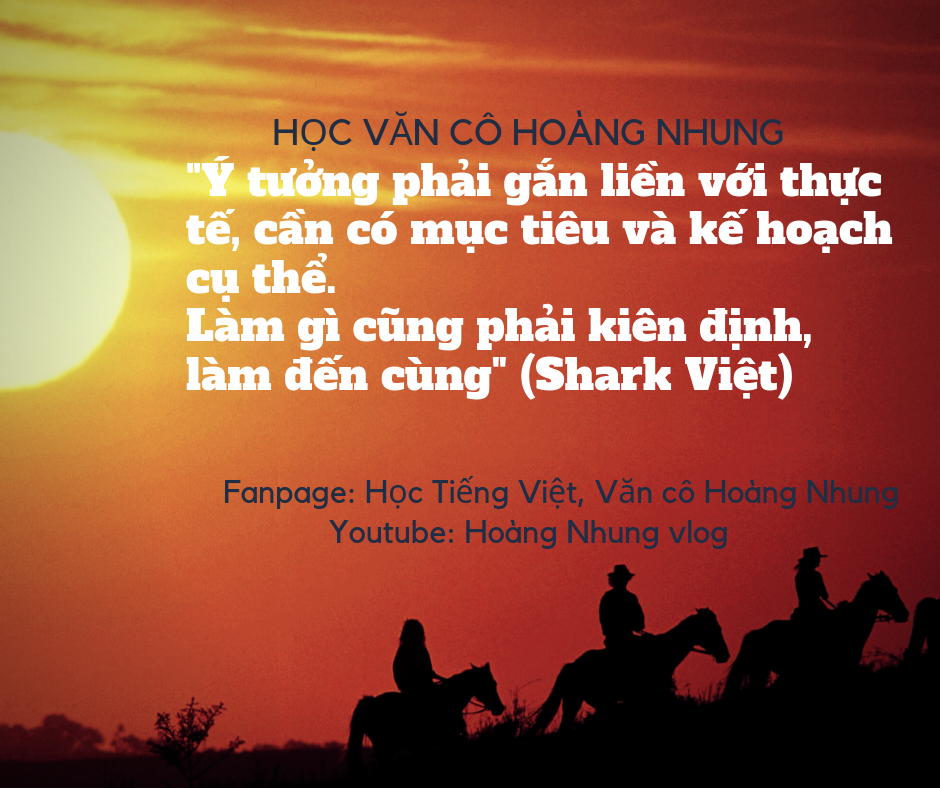 HỌC VĂN CÔ HOÀNG NHUNG
"Ý tưởng phải gắn liền với thực
tế, cần có mục tiêu và kế hoạch
cụ thể.
Làm gì cũng phải kiên định,
làm đến cùng" (Shark Việt)
Fanpage: Học Tiếng Việt, Văn cô Hoàng Nhung
Youtube: Hoàng Nhung vlog